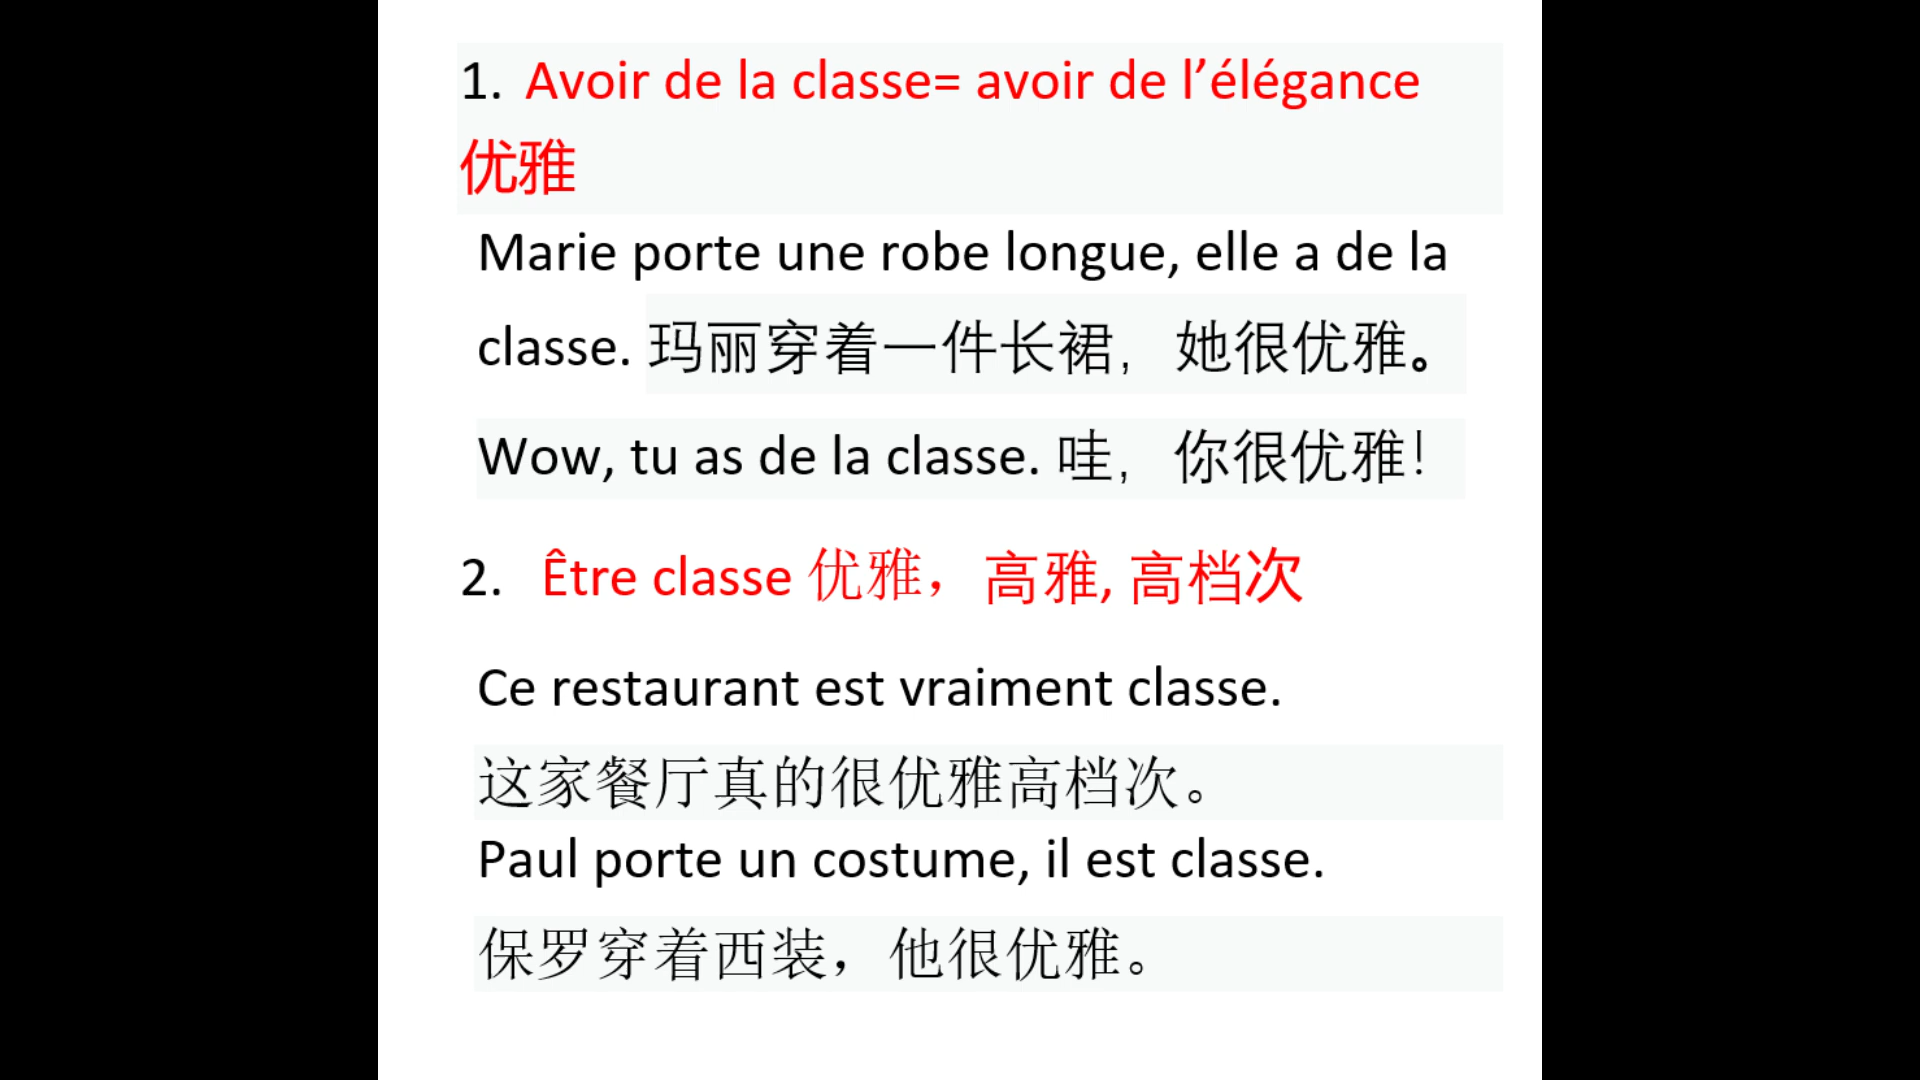 1. Avoir de la classe= avoir de l’élégance
优雅
Marie porte une robe longue, elle a de la
classe. 玛丽穿着一件长裙，她很优雅。
Wow, tu as de la classe. 哇，你很优雅！
2. Être classe 优雅，高雅, 高档次
Ce restaurant est vraiment classe.
这家餐厅真的很优雅高档次。
Paul porte un costume, il est classe.
保罗穿着西装，他很优雅。